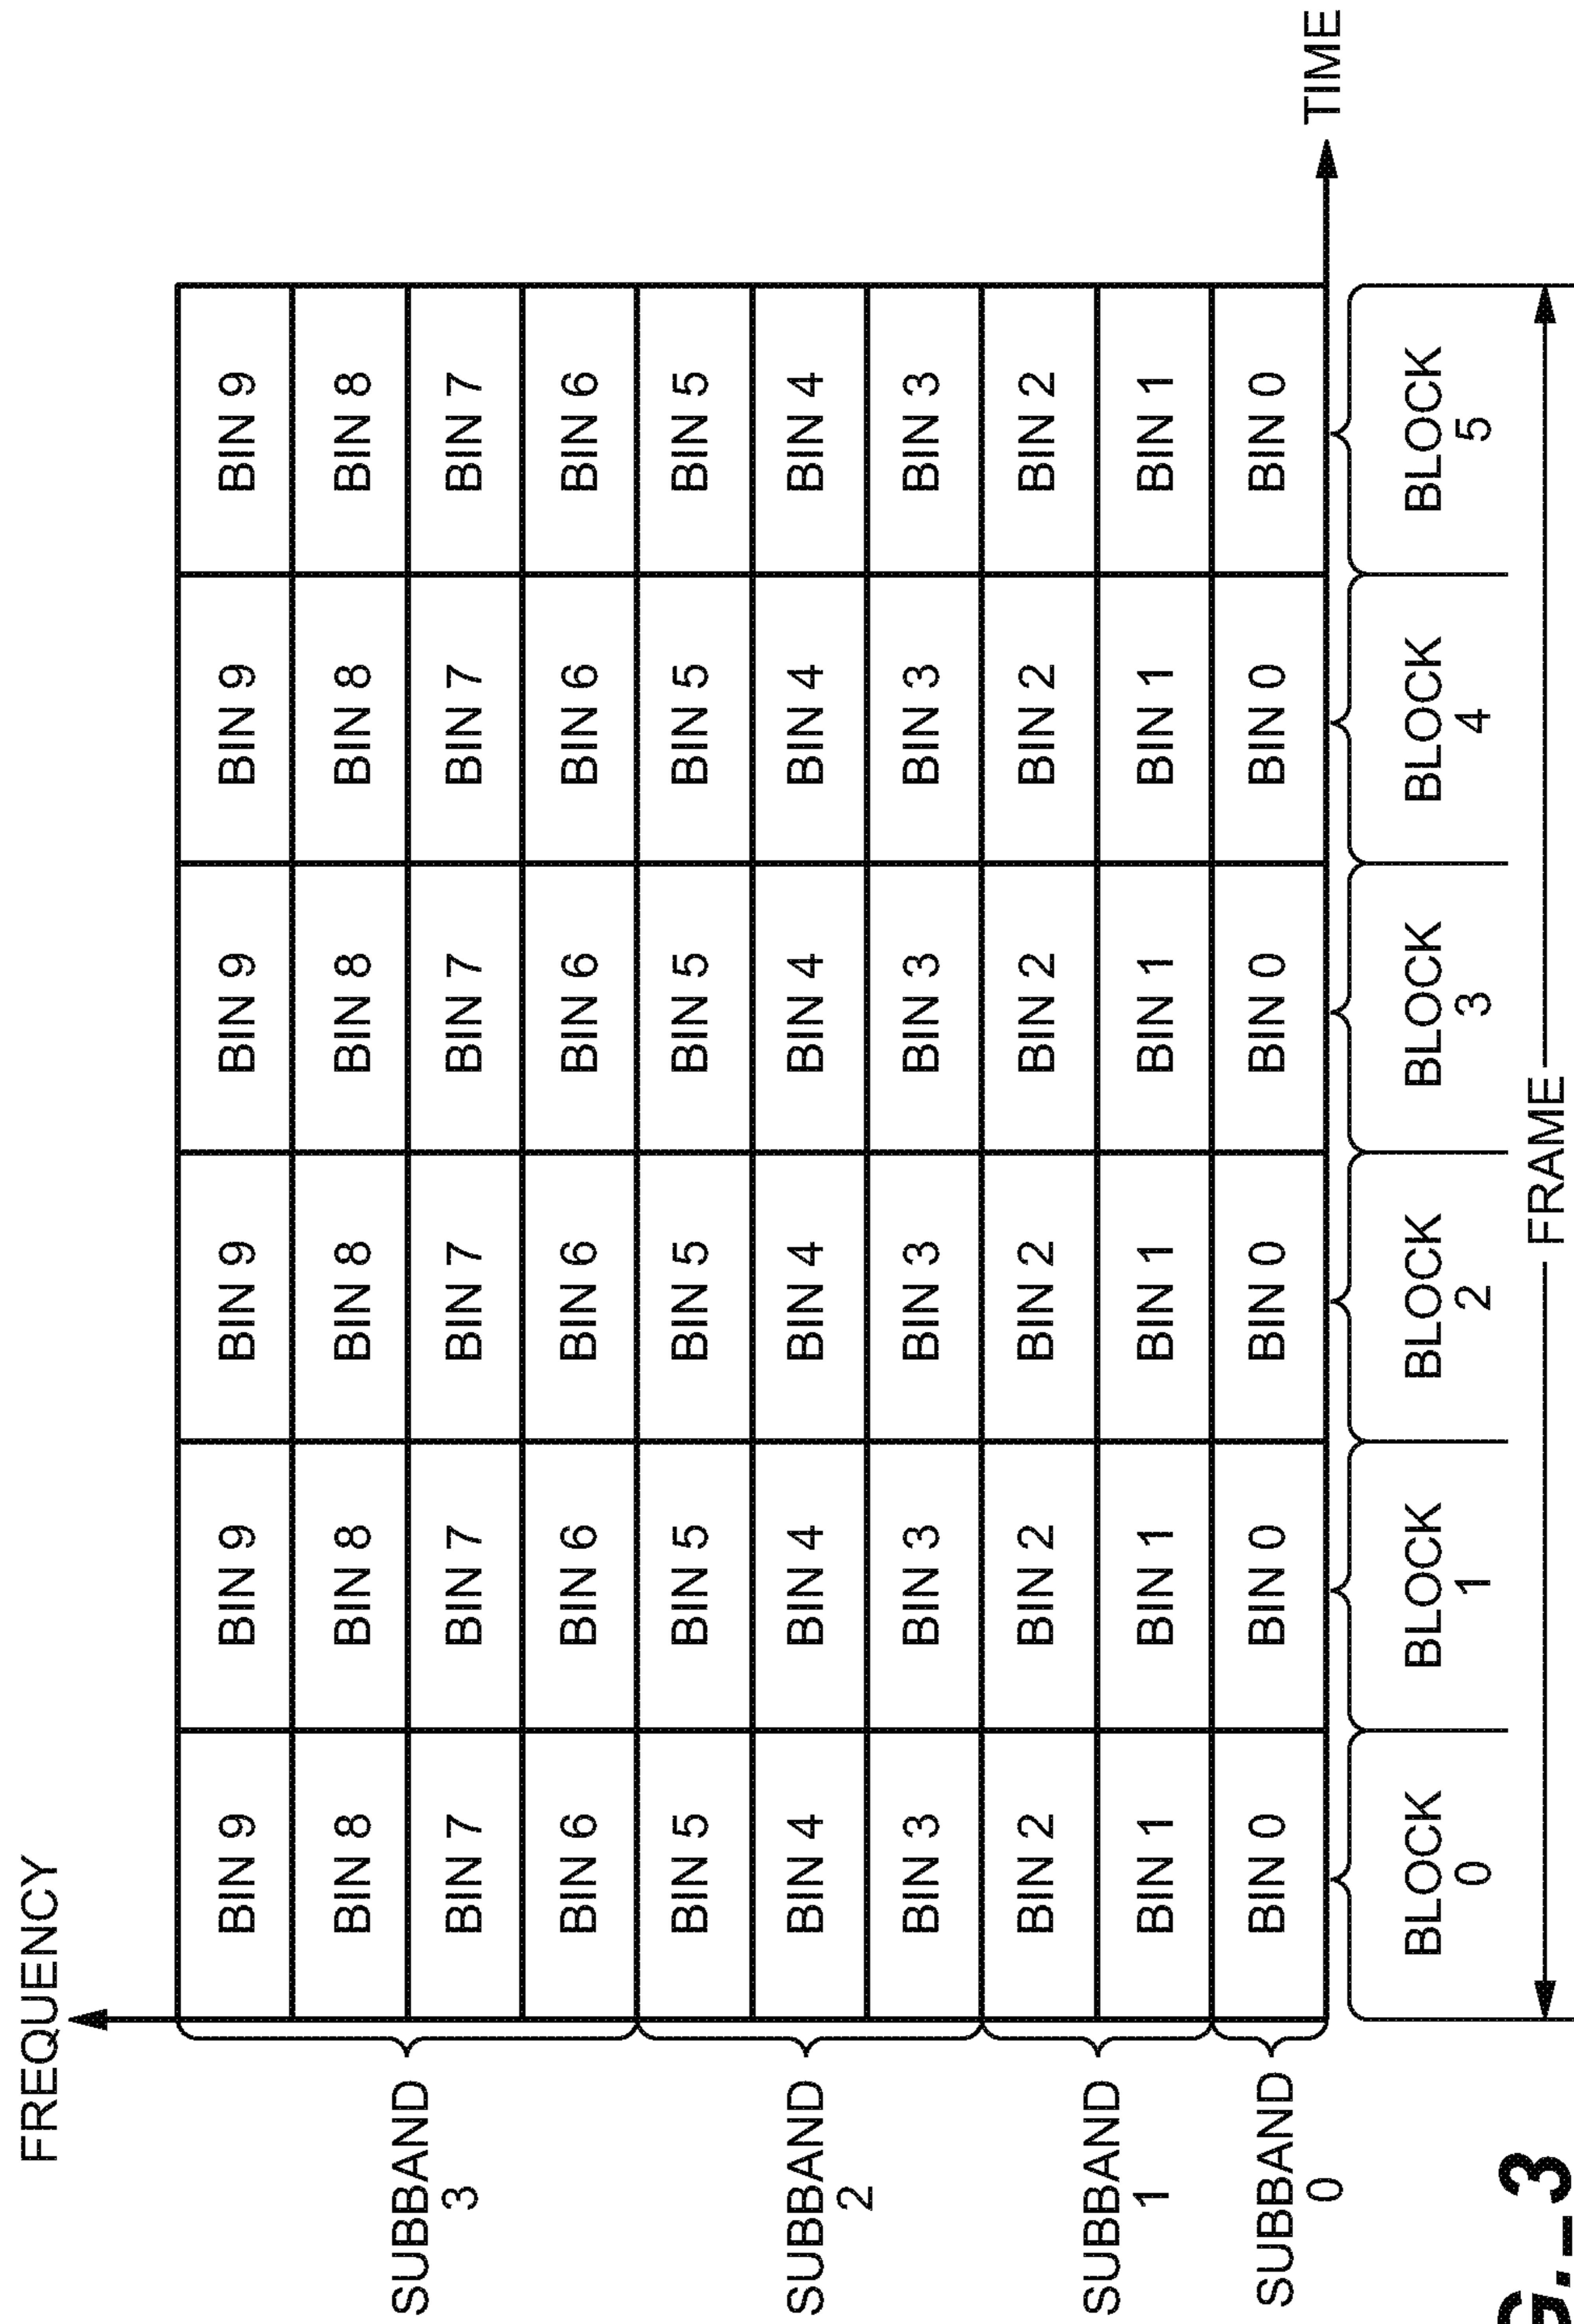 FREQUENCY
BIN 9 BIN 9 BIN 9 BIN 9 BIN 9 BIN 9
BIN 8 BIN 8 BIN 8 BIN 8 BIN 8 BIN 8
SUBBAND
3
BIN 7 BIN 7 BIN 7 BIN 7 BIN 7 BIN 7
BIN 6 BIN 6 BIN 6 BIN 6 BIN 6 BIN 6
BIN 5 BIN 5 BIN 5 BIN 5 BIN 5 BIN 5
SUBBAND
2
BIN 4 BIN 4 BIN 4 BIN 4 BIN 4 BIN 4
BIN 3 BIN 3 BIN 3 BIN 3 BIN 3 BIN 3
BIN 2 BIN 2 BIN 2 BIN 2 BIN 2 BIN 2
SUBBAND
1
BIN 1 BIN 1 BIN 1 BIN 1 BIN 1 BIN 1
SUBBAND
0
BIN 0 BIN 0 BIN 0 BIN 0 BIN 0 BIN 0
TIME
BLOCK BLOCK BLOCK BLOCK BLOCK BLOCK
0 1 2 3 4 5
FRAME
G._3